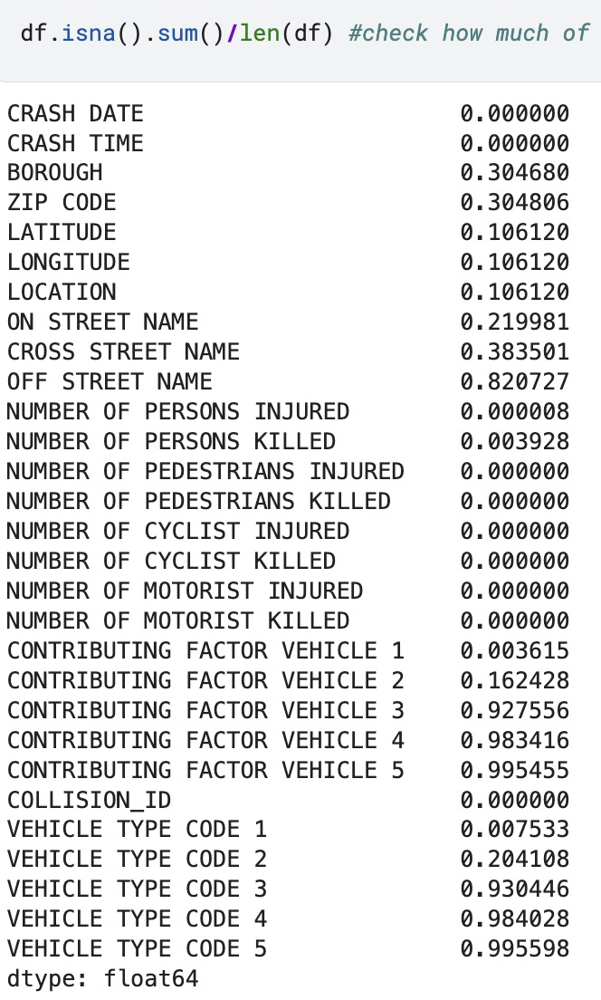 df.isna().sum()/len(df) #check how much of
CRASH DATE 0.000000
CRASH TIME 0.000000
BOROUGH 0.304680
ZIP CODE 0.304806
LATITUDE 0.106120
LONGITUDE 0.106120
LOCATION 0.106120
ON STREET NAME 0.219981
CROSS STREET NAME 0.383501
OFF STREET NAME 0.820727
NUMBER OF PERSONS INJURED 0.000008
NUMBER OF PERSONS KILLED 0.003928
NUMBER OF PEDESTRIANS INJURED 0.000000
NUMBER OF PEDESTRIANS KILLED 0.000000
NUMBER OF CYCLIST INJURED 0.000000
NUMBER OF CYCLIST KILLED 0.000000
NUMBER OF MOTORIST INJURED 0.000000
NUMBER OF MOTORIST KILLED 0.000000
CONTRIBUTING FACTOR VEHICLE 1 0.003615
CONTRIBUTING FACTOR VEHICLE 2 0.162428
CONTRIBUTING FACTOR VEHICLE 3 0.927556
CONTRIBUTING FACTOR VEHICLE 4 0.983416
CONTRIBUTING FACTOR VEHICLE 5 0.995455
COLLISION_ID 0.000000
VEHICLE TYPE CODE 1 0.007533
VEHICLE TYPE CODE 2 0.204108
VEHICLE TYPE CODE 3 0.930446
VEHICLE TYPE CODE 4 0.984028
VEHICLE TYPE CODE 5 0.995598
dtype: float64